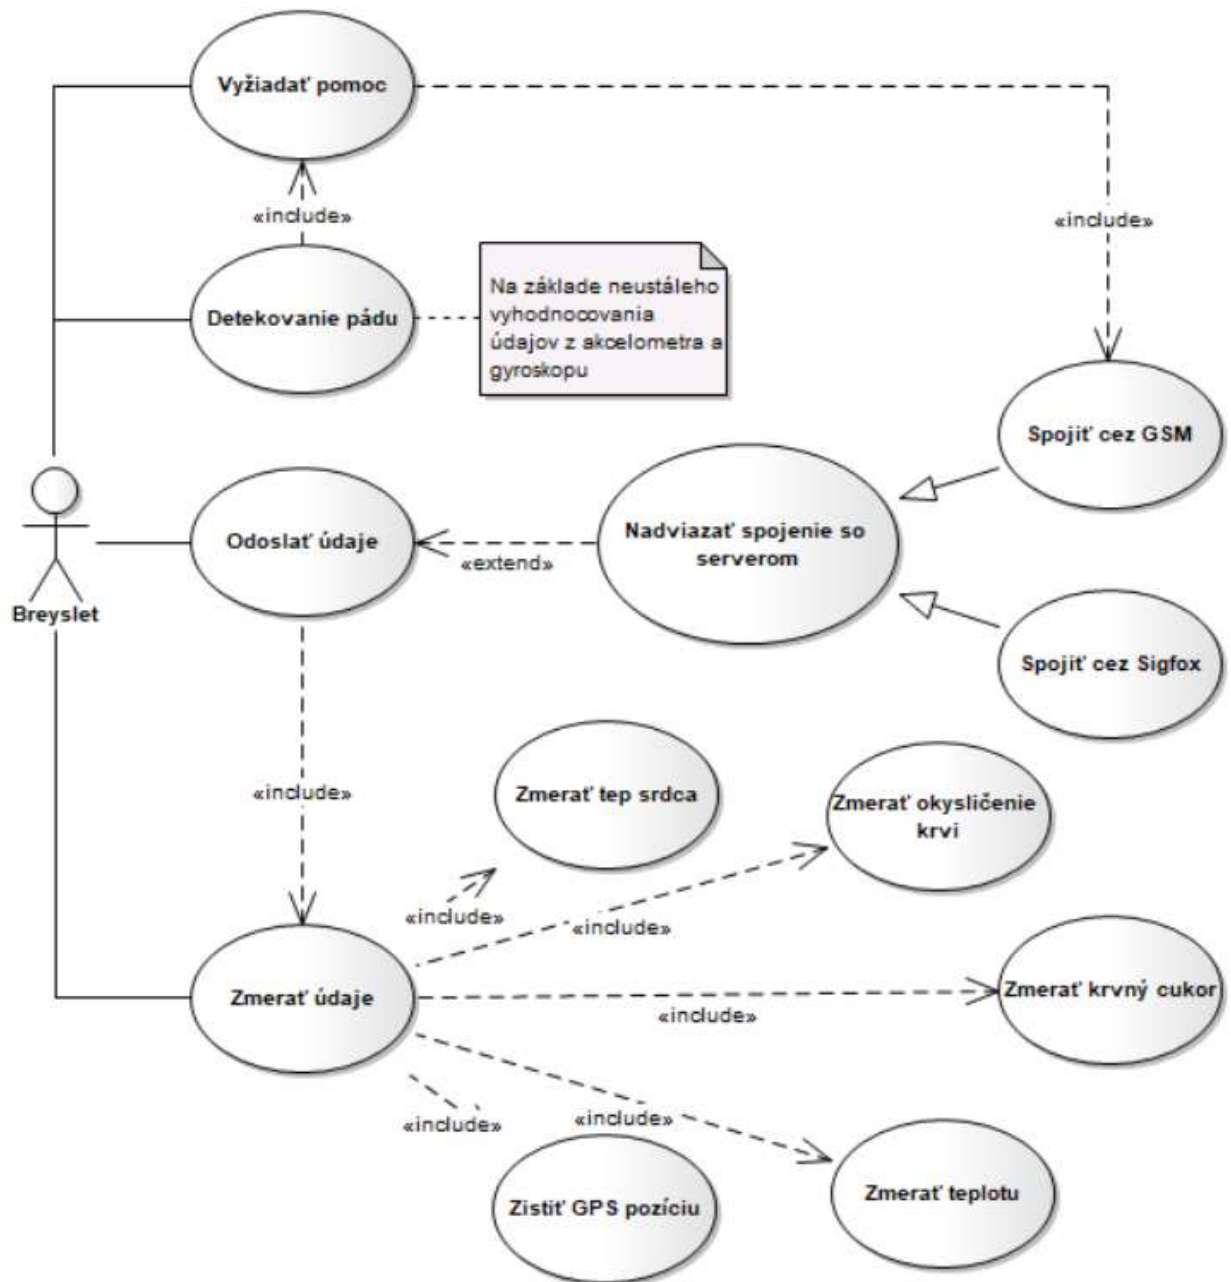 Vyžiadať pomoc
«include»
«include»
Detekovanie pádu
Na základe neustáleho
vyhodnocovania
údajov z akcelometra a
gyroskopu
Spojiť cez GSM
Nadviazať spojenie so
serverom
Odoslať údaje
«extend»
Breyslet
Spojiť cez Sigfox
«include»
Zmerať tep srdca
Zmerať okysličenie
krvi
«include»
«include»
Zmerať údaje
Zmerať krvný cukor
«include»
«include»
«include»
Zistiť GPS pozíciu
Zmerať teplotu